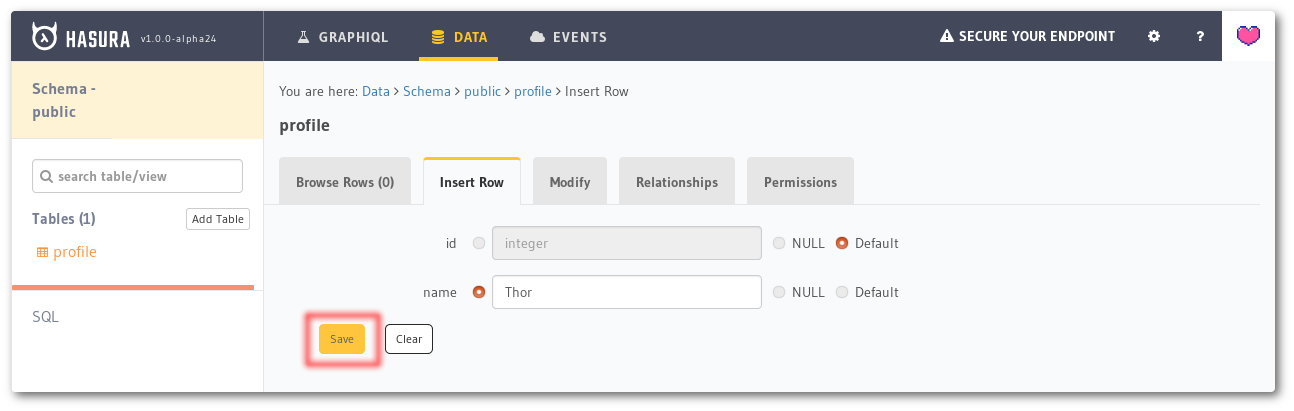 HASURA v1.0.0-alpha24 GRAPHIQL DATA EVENTS SECURE YOUR ENDPOINT ?
Schema -
public
You are here: Data > Schema > public > profile > Insert Row
profile
search table/view
Browse Rows (0) Insert Row Modify Relationships Permissions
Tables (1) Add Table
profile
id integer NULL Default
name Thor NULL Default
SQL
Save Clear